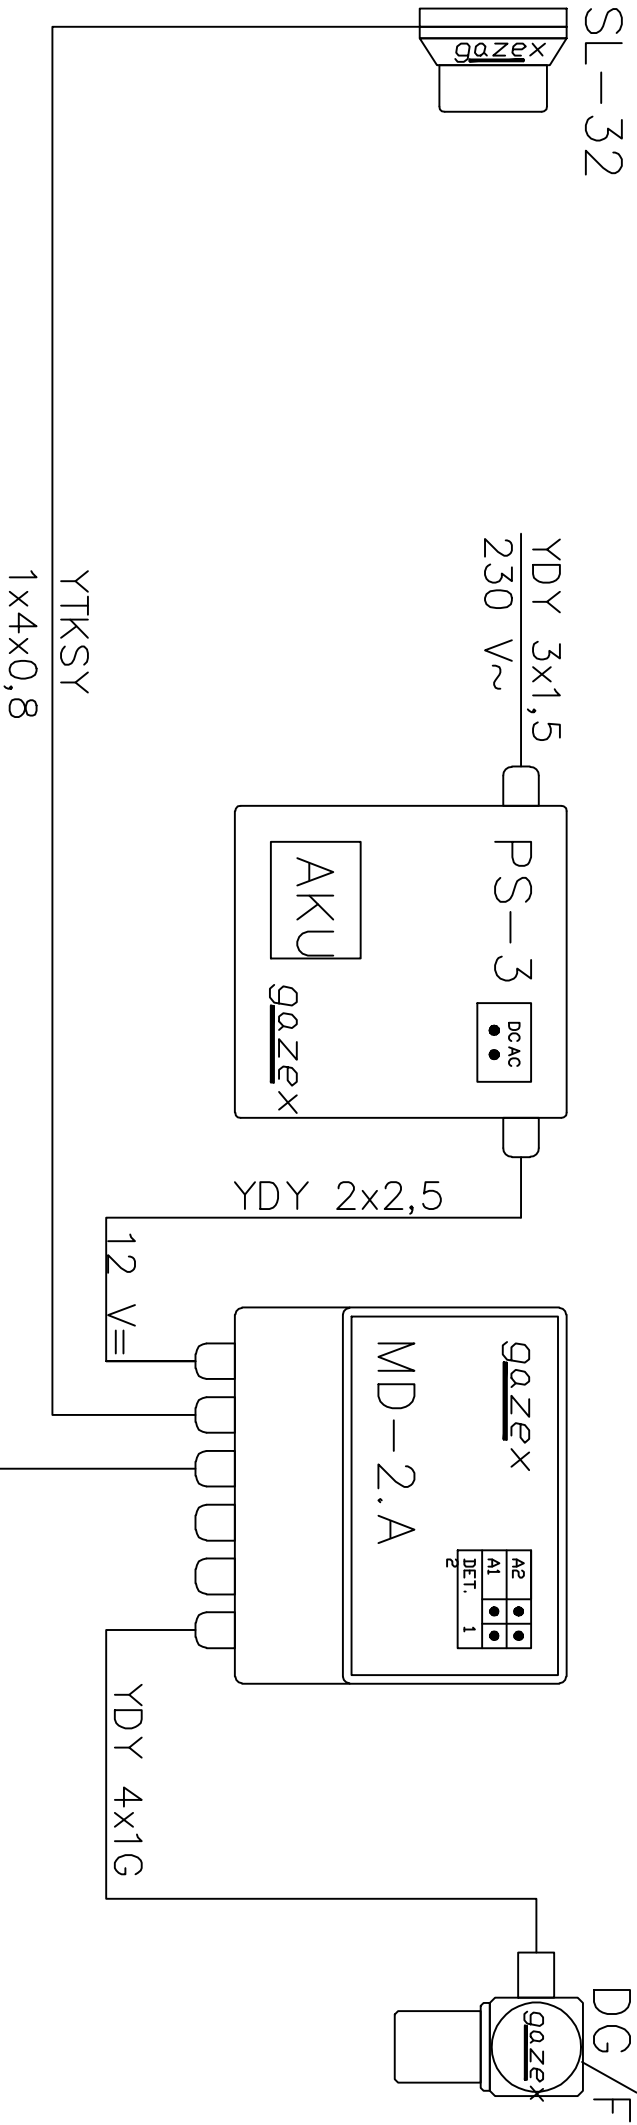 SL-32
gazex
YDY 3x1,5
230 V~
PS-3
DC AC
AKU
gazex
YTKSY
1x4x0,8
YDY 2x2,5
12 V=
gazex
MD-2.A
A2
A1
DET. 1
2
YDY 4x1G
DG F
gazex